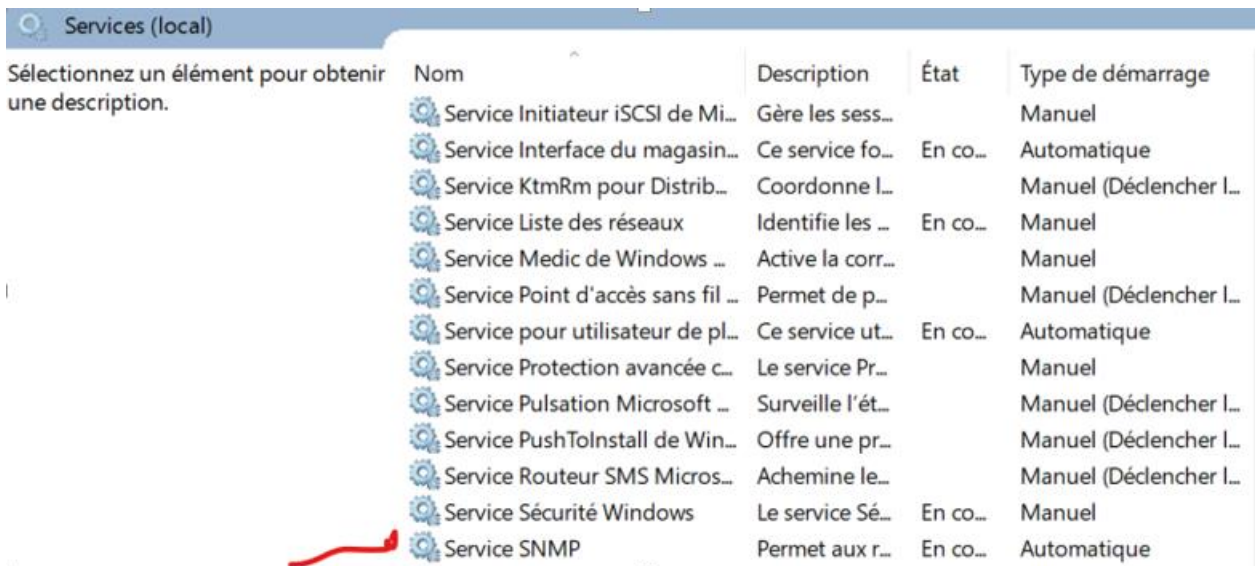 Services (local)
Sélectionnez un élément pour obtenir
une description.
Nom Description État Type de démarrage
Service Initiateur iSCSI de Mi... Gère les sess... Manuel
Service Interface du magasin... Ce service fo... En co... Automatique
Service KtmRm pour Distrib... Coordonne l... Manuel (Déclencher l...
Service Liste des réseaux Identifie les ... En co... Manuel
Service Medic de Windows ... Active la corr... Manuel
Service Point d'accès sans fil ... Permet de p... Manuel (Déclencher l...
Service pour utilisateur de pl... Ce service ut... En co... Automatique
Service Protection avancée c... Le service Pr... Manuel
Service Pulsation Microsoft ... Surveille l'ét... Manuel (Déclencher l...
Service PushToInstall de Win... Offre une pr... Manuel (Déclencher l...
Service Routeur SMS Micros... Achemine le... Manuel (Déclencher l...
Service Sécurité Windows Le service Sé... En co... Manuel
Service SNMP Permet aux r... En co... Automatique